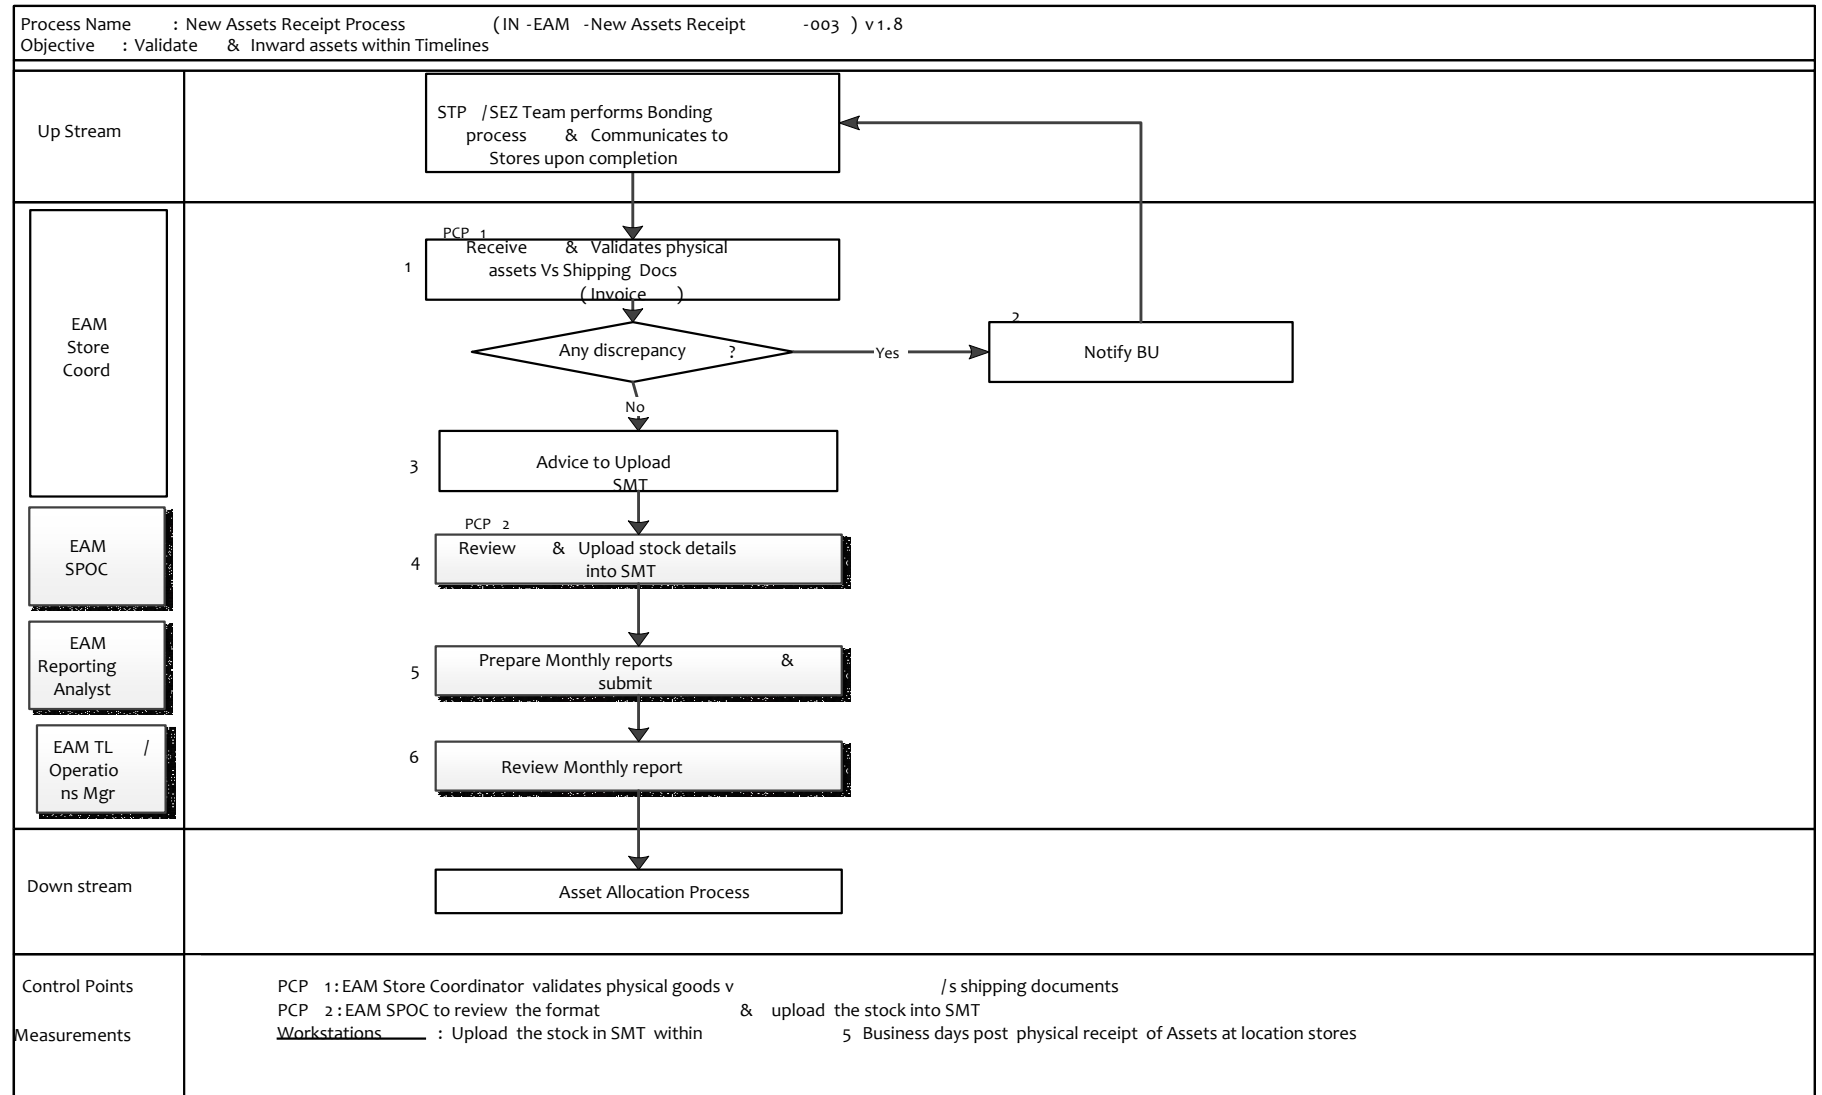 Process Name : New Assets Receipt Process (IN -EAM -New Assets Receipt -003 ) v1.8
Objective : Validate & Inward assets within Timelines
Up Stream
STP /SEZ Team performs Bonding
process & Communicates to
Stores upon completion
EAM
Store
Coord
PCP 1
1
Receive & Validates physical
assets Vs Shipping Docs
(Invoice )
Any discrepancy ?
Yes
2
Notify BU
No
3
Advice to Upload
SMT
EAM
SPOC
PCP 2
4
Review & Upload stock details
into SMT
EAM
Reporting
Analyst
5
Prepare Monthly reports &
submit
EAM TL /
Operatio
ns Mgr
6
Review Monthly report
Down stream
Asset Allocation Process
Control Points
PCP 1:EAM Store Coordinator validates physical goods v /s shipping documents
PCP 2:EAM SPOC to review the format & upload the stock into SMT
Measurements
Workstations : Upload the stock in SMT within 5 Business days post physical receipt of Assets at location stores